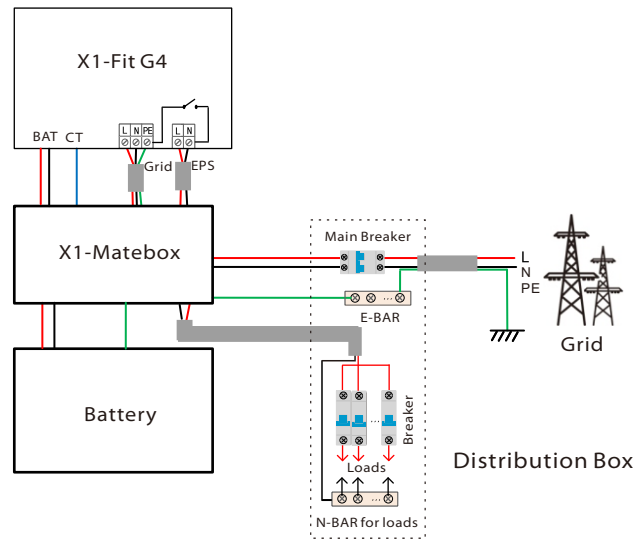 X1-Fit G4
BAT CT
L N PE
L N
Grid
EPS
X1-Matebox
Main Breaker
L
N
PE
...
E-BAR
Grid
Battery
...
Breaker
Loads
...
N-BAR for loads
Distribution Box